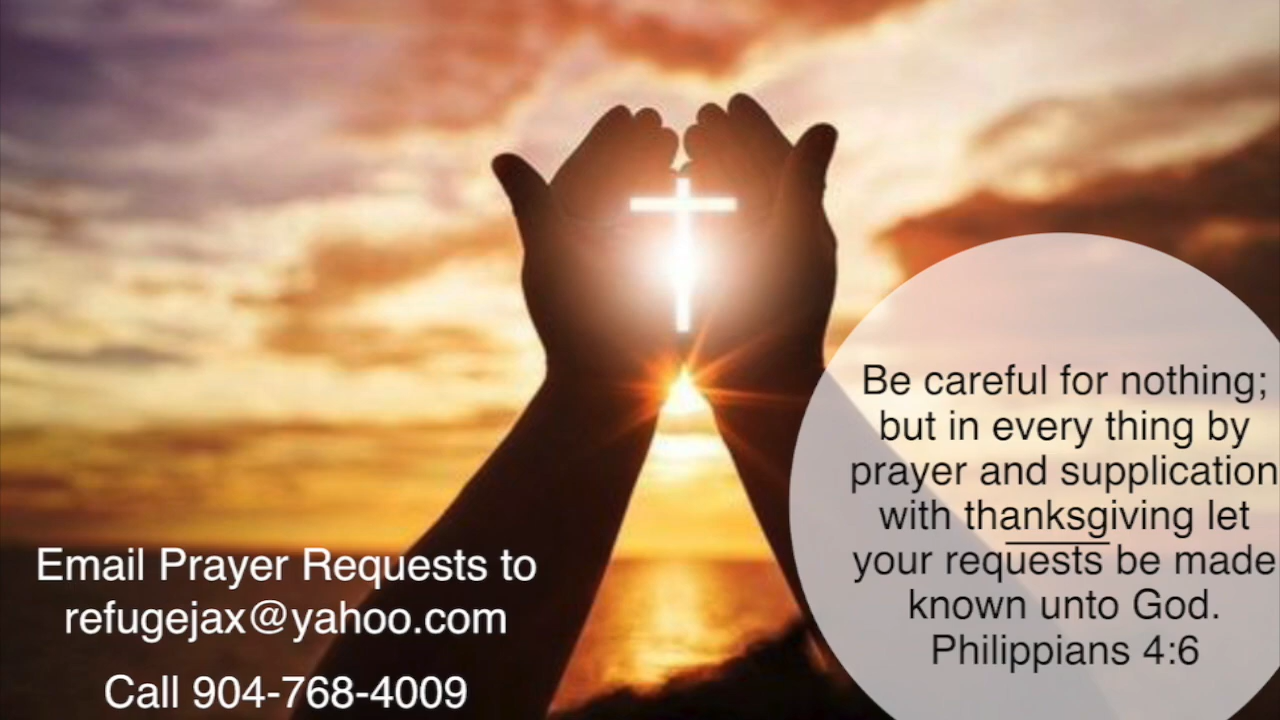 Email Prayer Requests to
refugejax@yahoo.com
Call 904-768-4009
Be careful for nothing;
but in every thing by
prayer and supplication
with thanksgiving let
your requests be made
known unto God.
Philippians 4:6